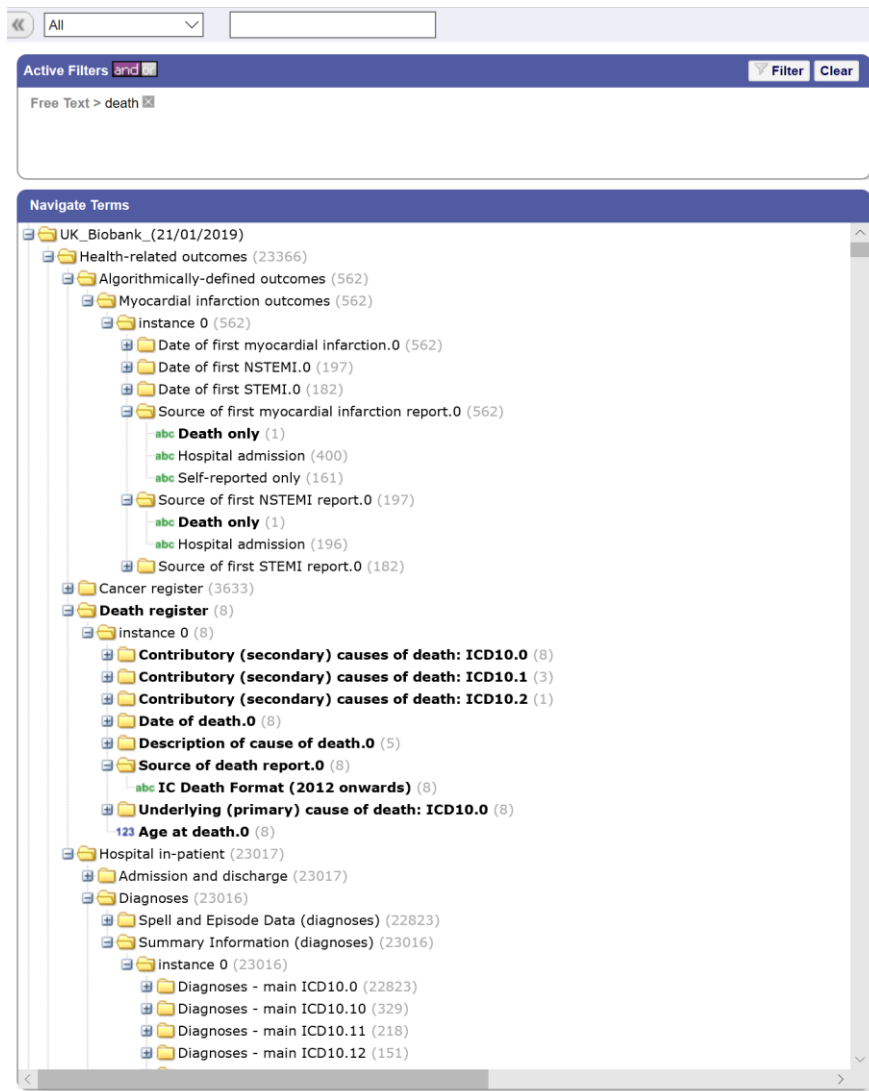 All
Active Filters and or
Filter Clear
Free Text > death
Navigate Terms
UK_Biobank_(21/01/2019)
Health-related outcomes (23366)
Algorithmically-defined outcomes (562)
Myocardial infarction outcomes (562)
instance 0 (562)
Date of first myocardial infarction.0 (562)
Date of first NSTEMI.0 (197)
Date of first STEMI.0 (182)
Source of first myocardial infarction report.0 (562)
abc Death only (1)
abc Hospital admission (400)
abc Self-reported only (161)
Source of first NSTEMI report.0 (197)
abc Death only (1)
abc Hospital admission (196)
Source of first STEMI report.0 (182)
Cancer register (3633)
Death register (8)
instance 0 (8)
Contributory (secondary) causes of death: ICD10.0 (8)
Contributory (secondary) causes of death: ICD10.1 (3)
Contributory (secondary) causes of death: ICD10.2 (1)
Date of death.0 (8)
Description of cause of death.0 (5)
Source of death report.0 (8)
abc IC Death Format (2012 onwards) (8)
Underlying (primary) cause of death: ICD10.0 (8)
123 Age at death.0 (8)
Hospital in-patient (23017)
Admission and discharge (23017)
Diagnoses (23016)
Spell and Episode Data (diagnoses) (22823)
Summary Information (diagnoses) (23016)
instance 0 (23016)
Diagnoses - main ICD10.0 (22823)
Diagnoses - main ICD10.10 (329)
Diagnoses - main ICD10.11 (218)
Diagnoses - main ICD10.12 (151)